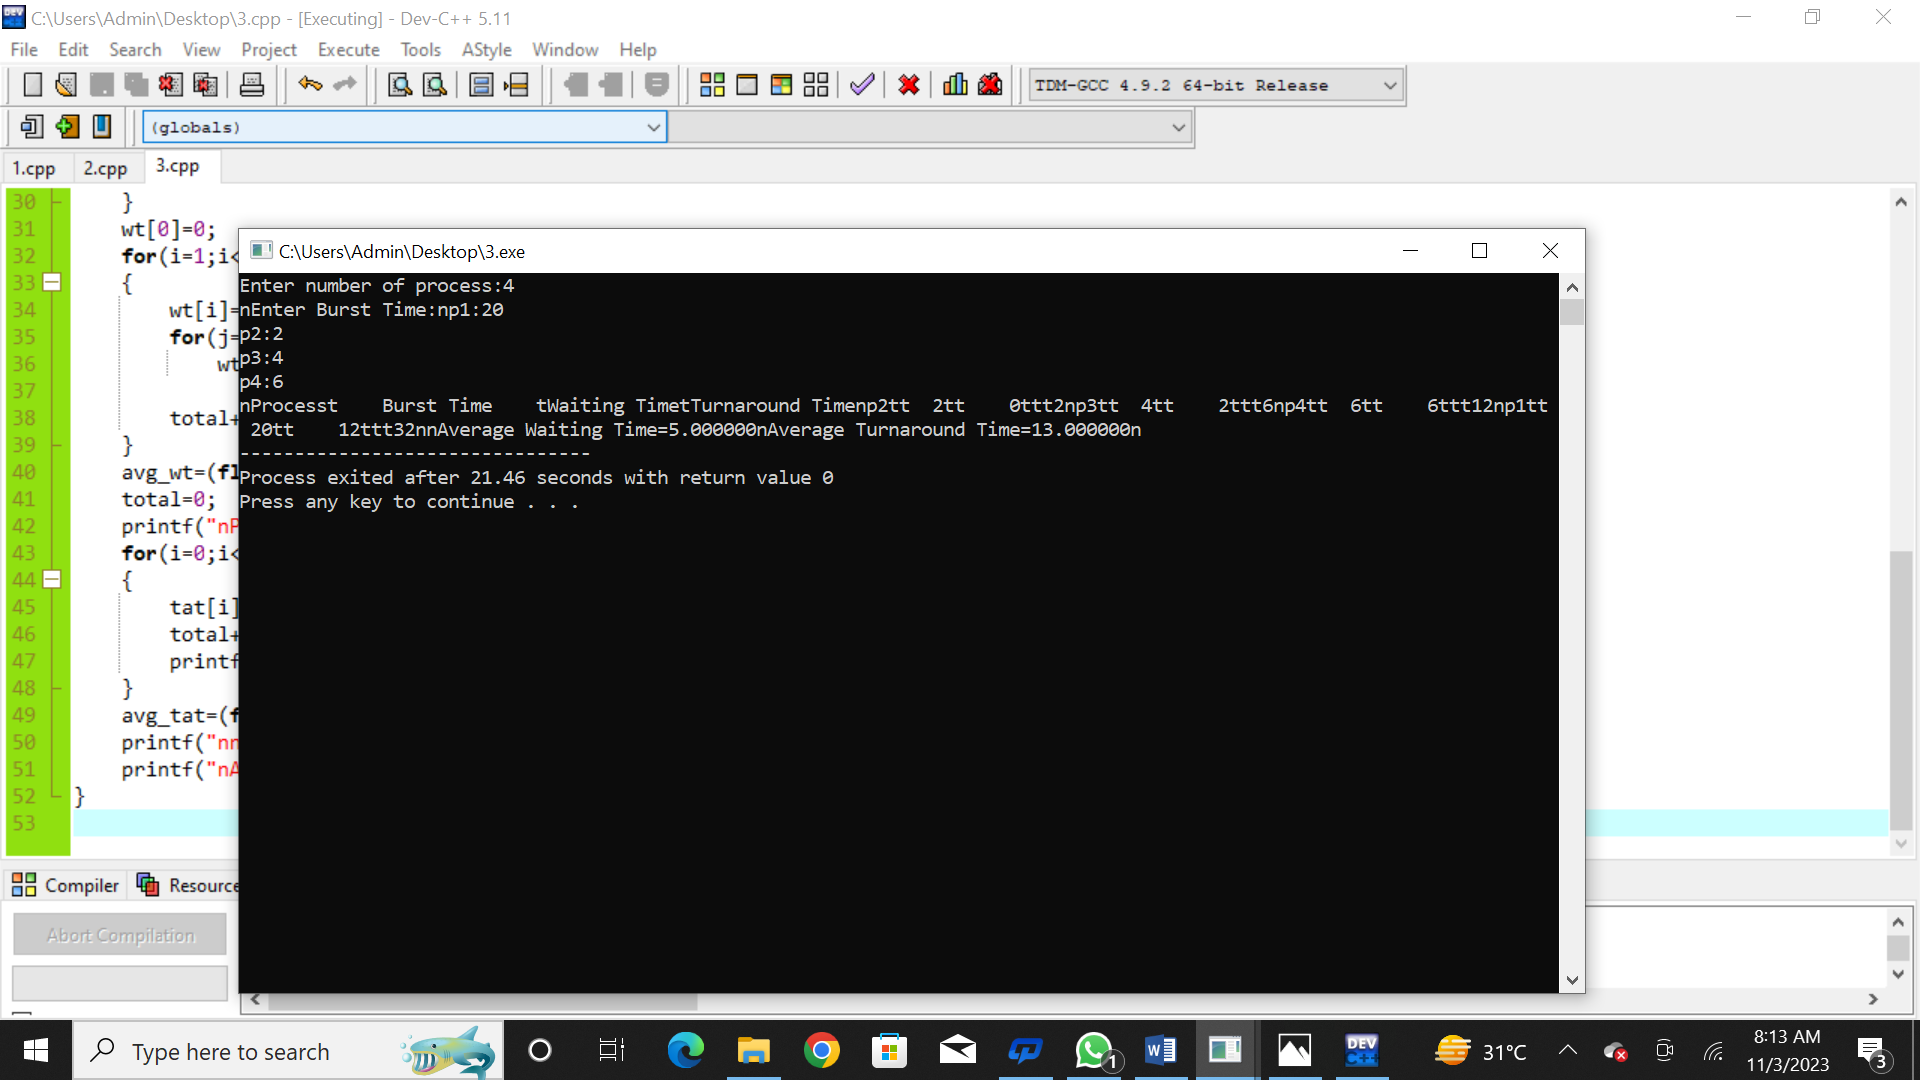 C:\Users\Admin\Desktop\3.cpp - [Executing] - Dev-C++ 5.11
File Edit Search View Project Execute Tools AStyle Window Help
TDM-GCC 4.9.2 64-bit Release
(globals)
1.cpp 2.cpp 3.cpp
30 }
31 wt[0]=0;
32 for(i=1;i<
33 {
34 wt[i]=
35 for(j=
36 wt
37
38 total+
39 }
40 avg_wt=(fl
41 total=0;
42 printf("nP
43 for(i=0;i<
44 {
45 tat[i]
46 total+
47 printf
48 }
49 avg_tat=(f
50 printf("nn
51 printf("nA
52 }
53
C:\Users\Admin\Desktop\3.exe
Enter number of process:4
nEnter Burst Time:np1:20
p2:2
p3:4
p4:6
nProcesst    Burst Time    tWaiting TimetTurnaround Timenp2tt  2tt    0ttt2np3tt  4tt    2ttt6np4tt  6tt    6ttt12np1tt
 20tt    12ttt32nnAverage Waiting Time=5.000000nAverage Turnaround Time=13.000000n
--------------------------------
Process exited after 21.46 seconds with return value 0
Press any key to continue . . .
Compiler Resource
Abort Compilation
Type here to search
DEV C++
1
31°C
8:13 AM
11/3/2023
3